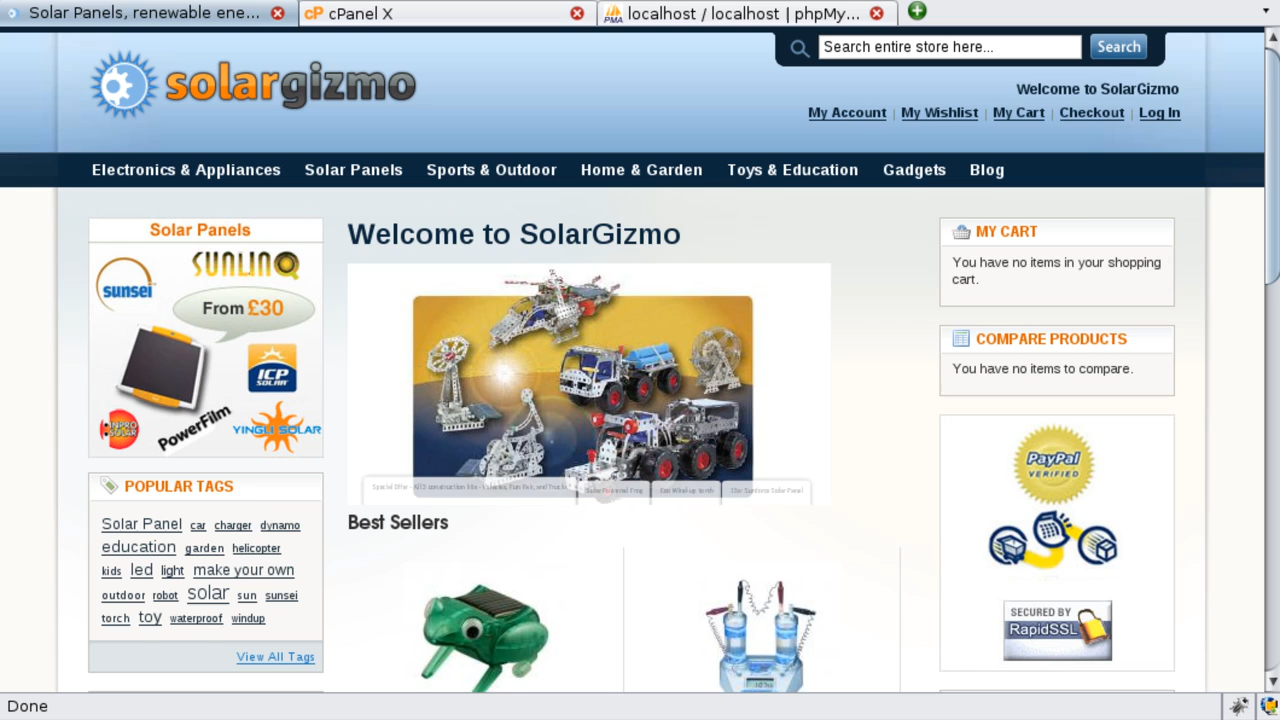 Solar Panels, renewable ene...
cPanel X
localhost / localhost | phpMy...
solargizmo
Search entire store here...
Search
Welcome to SolarGizmo
My Account | My Wishlist | My Cart | Checkout | Log In
Electronics & Appliances Solar Panels Sports & Outdoor Home & Garden Toys & Education Gadgets Blog
Solar Panels
SUNLINQ
sunsei
From £30
ICP
SOLAR
INPRO
SOLAR
PowerFilm
YINGLI SOLAR
POPULAR TAGS
Solar Panel car charger dynamo
education garden helicopter
kids led light make your own
outdoor robot solar sun sunsei
torch toy waterproof windup
View All Tags
Welcome to SolarGizmo
Best Sellers
MY CART
You have no items in your shopping
cart.
COMPARE PRODUCTS
You have no items to compare.
PayPal
VERIFIED
SECURED BY
RapidSSL
Done